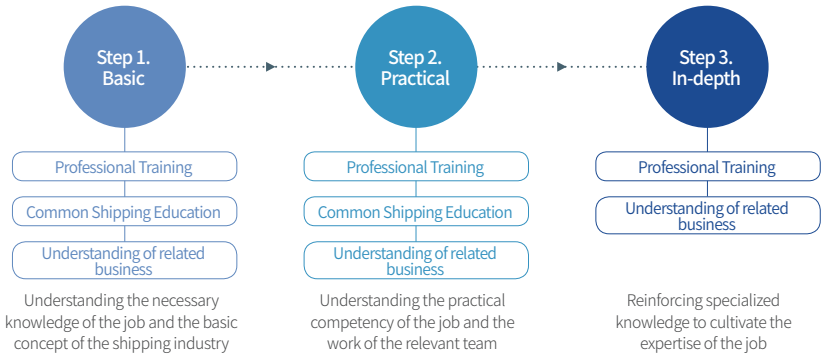 Step 1.
Basic
Professional Training
Common Shipping Education
Understanding of related
business
Understanding the necessary
knowledge of the job and the basic
concept of the shipping industry
Step 2.
Practical
Professional Training
Common Shipping Education
Understanding of related
business
Understanding the practical
competency of the job and the
work of the relevant team
Step 3.
In-depth
Professional Training
Understanding of related
business
Reinforcing specialized
knowledge to cultivate the
expertise of the job